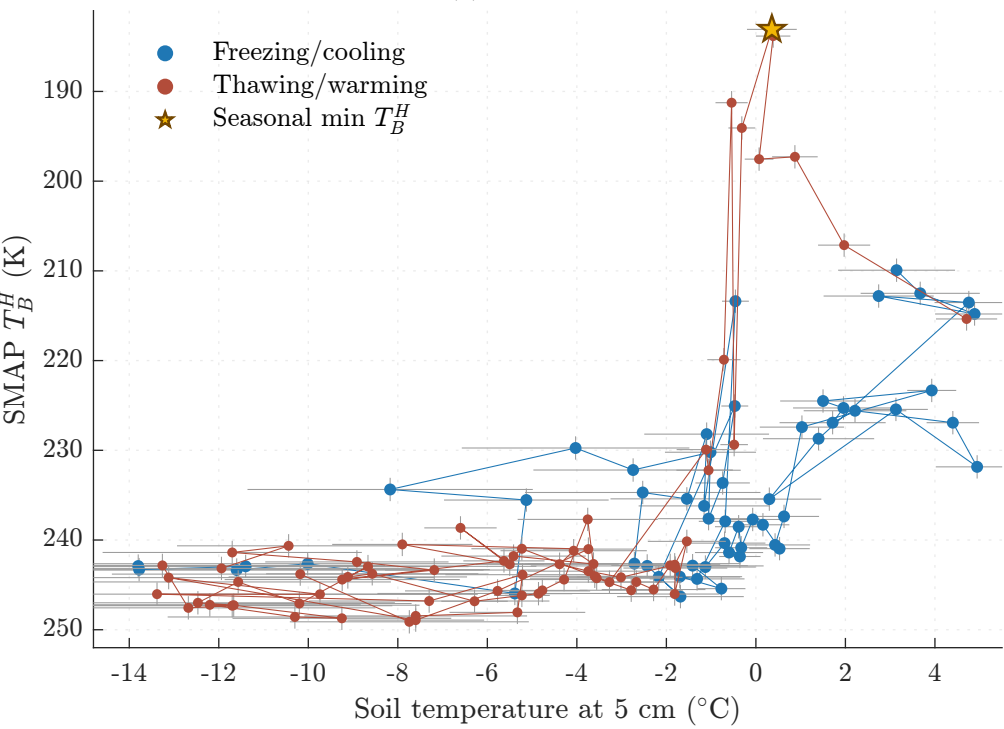 Freezing/cooling
Thawing/warming
Seasonal min T_B^H
190
200
210
220
230
240
250
SMAP T_B^H (K)
-14 -12 -10 -8 -6 -4 -2 0 2 4
Soil temperature at 5 cm (°C)